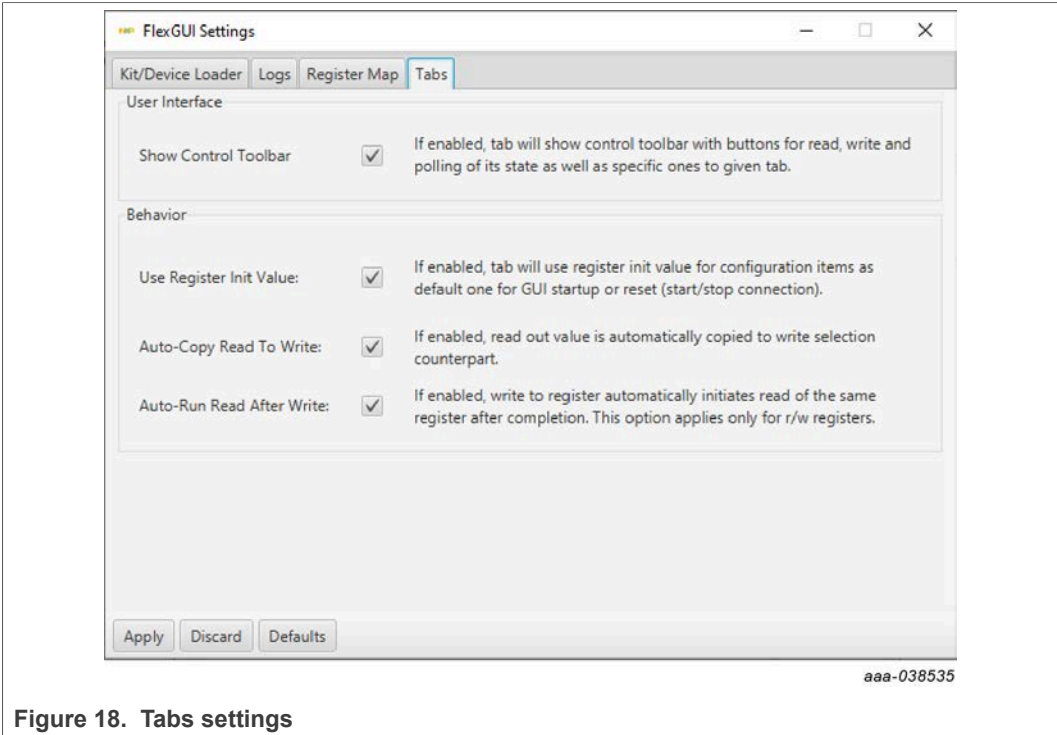 NXP FlexGUI Settings
Kit/Device Loader Logs Register Map Tabs
User Interface
Show Control Toolbar
If enabled, tab will show control toolbar with buttons for read, write and
polling of its state as well as specific ones to given tab.
Behavior
Use Register Init Value:
If enabled, tab will use register init value for configuration items as
default one for GUI startup or reset (start/stop connection).
Auto-Copy Read To Write:
If enabled, read out value is automatically copied to write selection
counterpart.
Auto-Run Read After Write:
If enabled, write to register automatically initiates read of the same
register after completion. This option applies only for r/w registers.
Apply Discard Defaults
aaa-038535
Figure 18. Tabs settings